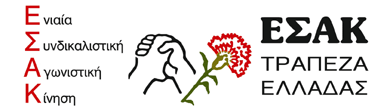 Ενιαία
Συνδικαλιστική
Αγωνιστική
Κίνηση
ΕΣΑΚ
ΤΡΑΠΕΖΑ
ΕΛΛΑΔΑΣ